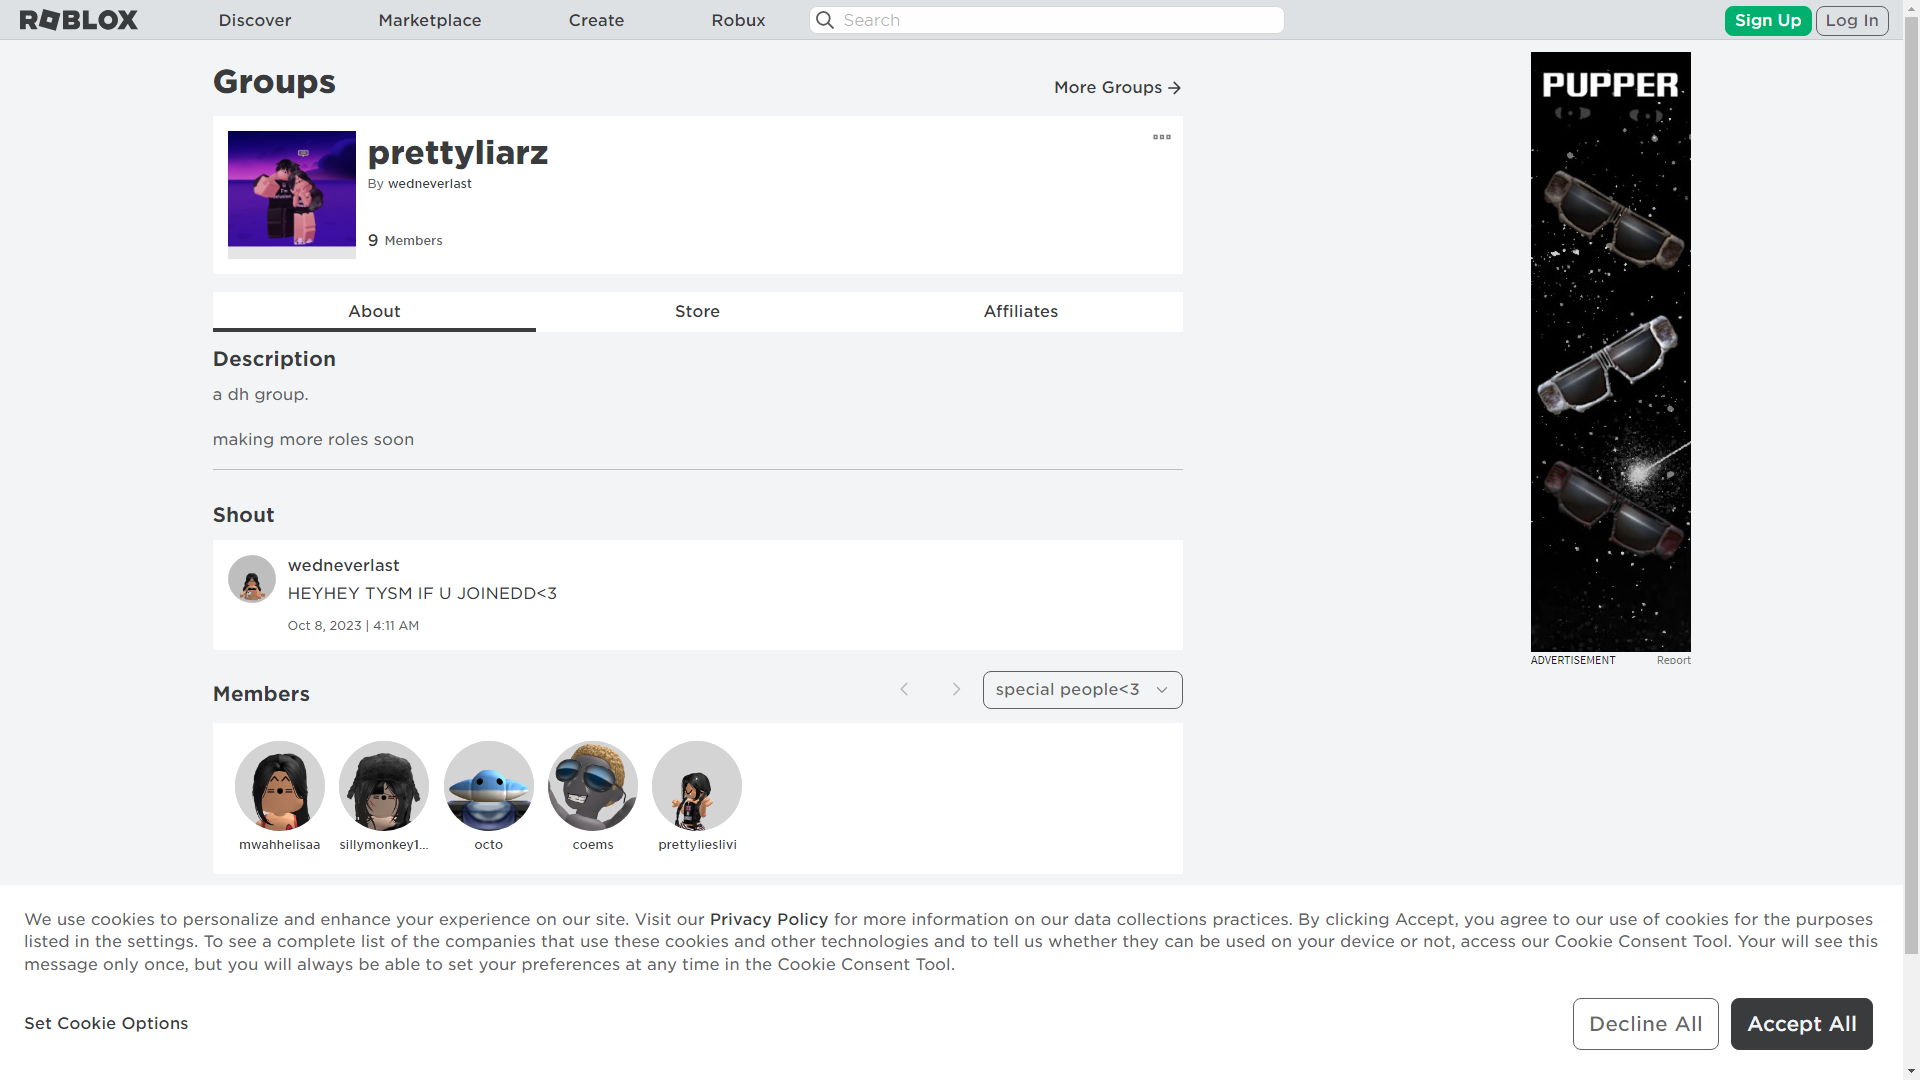 ROBLOX Discover Marketplace Create Robux Search Sign Up Log In
Groups
More Groups
prettyliarz
By wedneverlast
9 Members
About Store Affiliates
Description
a dh group.
making more roles soon
Shout
wedneverlast
HEYHEY TYSM IF U JOINEDD<3
Oct 8, 2023 | 4:11 AM
Members
special people<3
mwahhelisaa sillymonkey1... octo coems prettylieslivi
PUPPER
ADVERTISEMENT Report
We use cookies to personalize and enhance your experience on our site. Visit our Privacy Policy for more information on our data collections practices. By clicking Accept, you agree to our use of cookies for the purposes
listed in the settings. To see a complete list of the companies that use these cookies and other technologies and to tell us whether they can be used on your device or not, access our Cookie Consent Tool. Your will see this
message only once, but you will always be able to set your preferences at any time in the Cookie Consent Tool.
Set Cookie Options
Decline All
Accept All